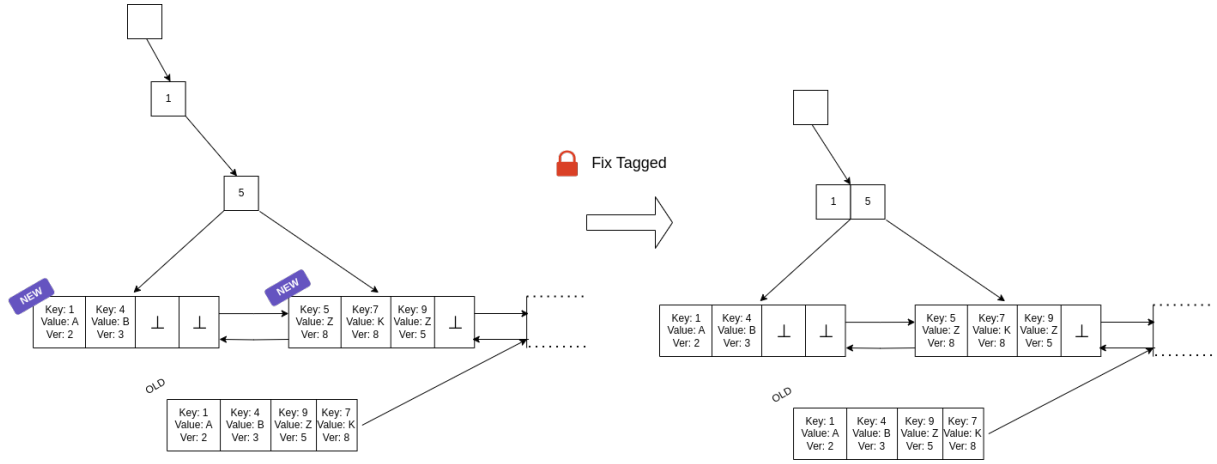 1
5
Fix Tagged
1 5
NEW
NEW
Key: 1
Value: A
Ver: 2
Key: 4
Value: B
Ver: 3
⊥
⊥
Key: 5
Value: Z
Ver: 8
Key:7
Value: K
Ver: 8
Key: 9
Value: Z
Ver: 5
⊥
Key: 1
Value: A
Ver: 2
Key: 4
Value: B
Ver: 3
⊥
⊥
Key: 5
Value: Z
Ver: 8
Key:7
Value: K
Ver: 8
Key: 9
Value: Z
Ver: 5
⊥
OLD
Key: 1
Value: A
Ver: 2
Key: 4
Value: B
Ver: 3
Key: 9
Value: Z
Ver: 5
Key: 7
Value: K
Ver: 8
OLD
Key: 1
Value: A
Ver: 2
Key: 4
Value: B
Ver: 3
Key: 9
Value: Z
Ver: 5
Key: 7
Value: K
Ver: 8